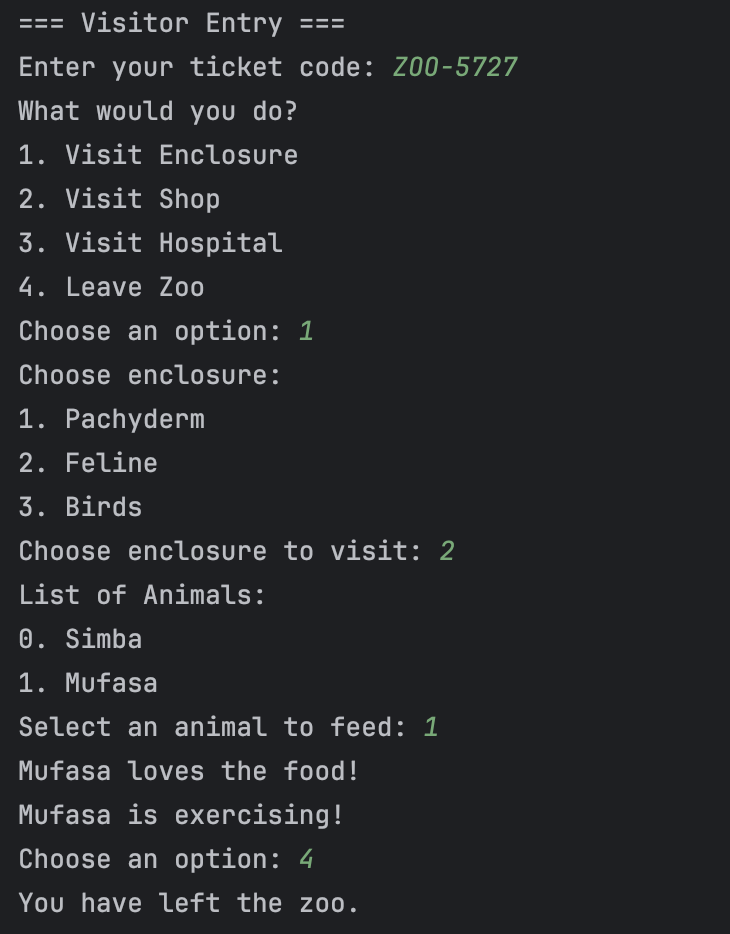 === Visitor Entry ===
Enter your ticket code: ZOO-5727
What would you do?
1. Visit Enclosure
2. Visit Shop
3. Visit Hospital
4. Leave Zoo
Choose an option: 1
Choose enclosure:
1. Pachyderm
2. Feline
3. Birds
Choose enclosure to visit: 2
List of Animals:
0. Simba
1. Mufasa
Select an animal to feed: 1
Mufasa loves the food!
Mufasa is exercising!
Choose an option: 4
You have left the zoo.